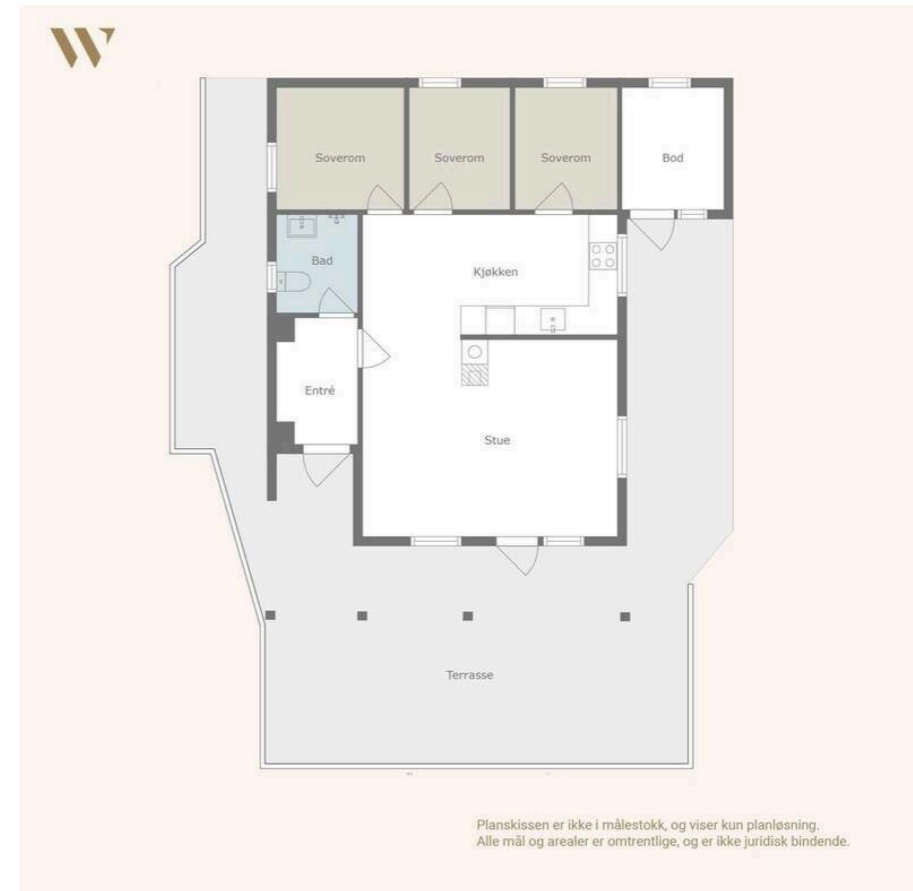 W
Soverom
Soverom
Soverom
Bod
Bad
Kjøkken
Entré
Stue
Terrasse
Planskissen er ikke i målestokk, og viser kun planløsning.
Alle mål og arealer er omtrentlige, og er ikke juridisk bindende.